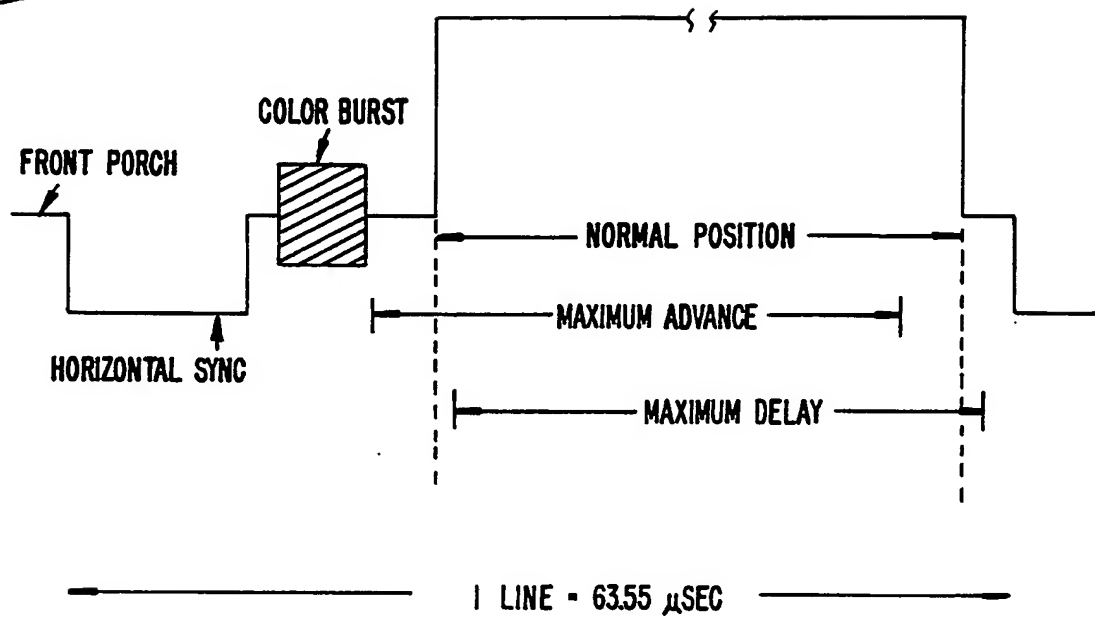 COLOR BURST
FRONT PORCH
NORMAL POSITION
MAXIMUM ADVANCE
HORIZONTAL SYNC
MAXIMUM DELAY
1 LINE = 63.55 µSEC